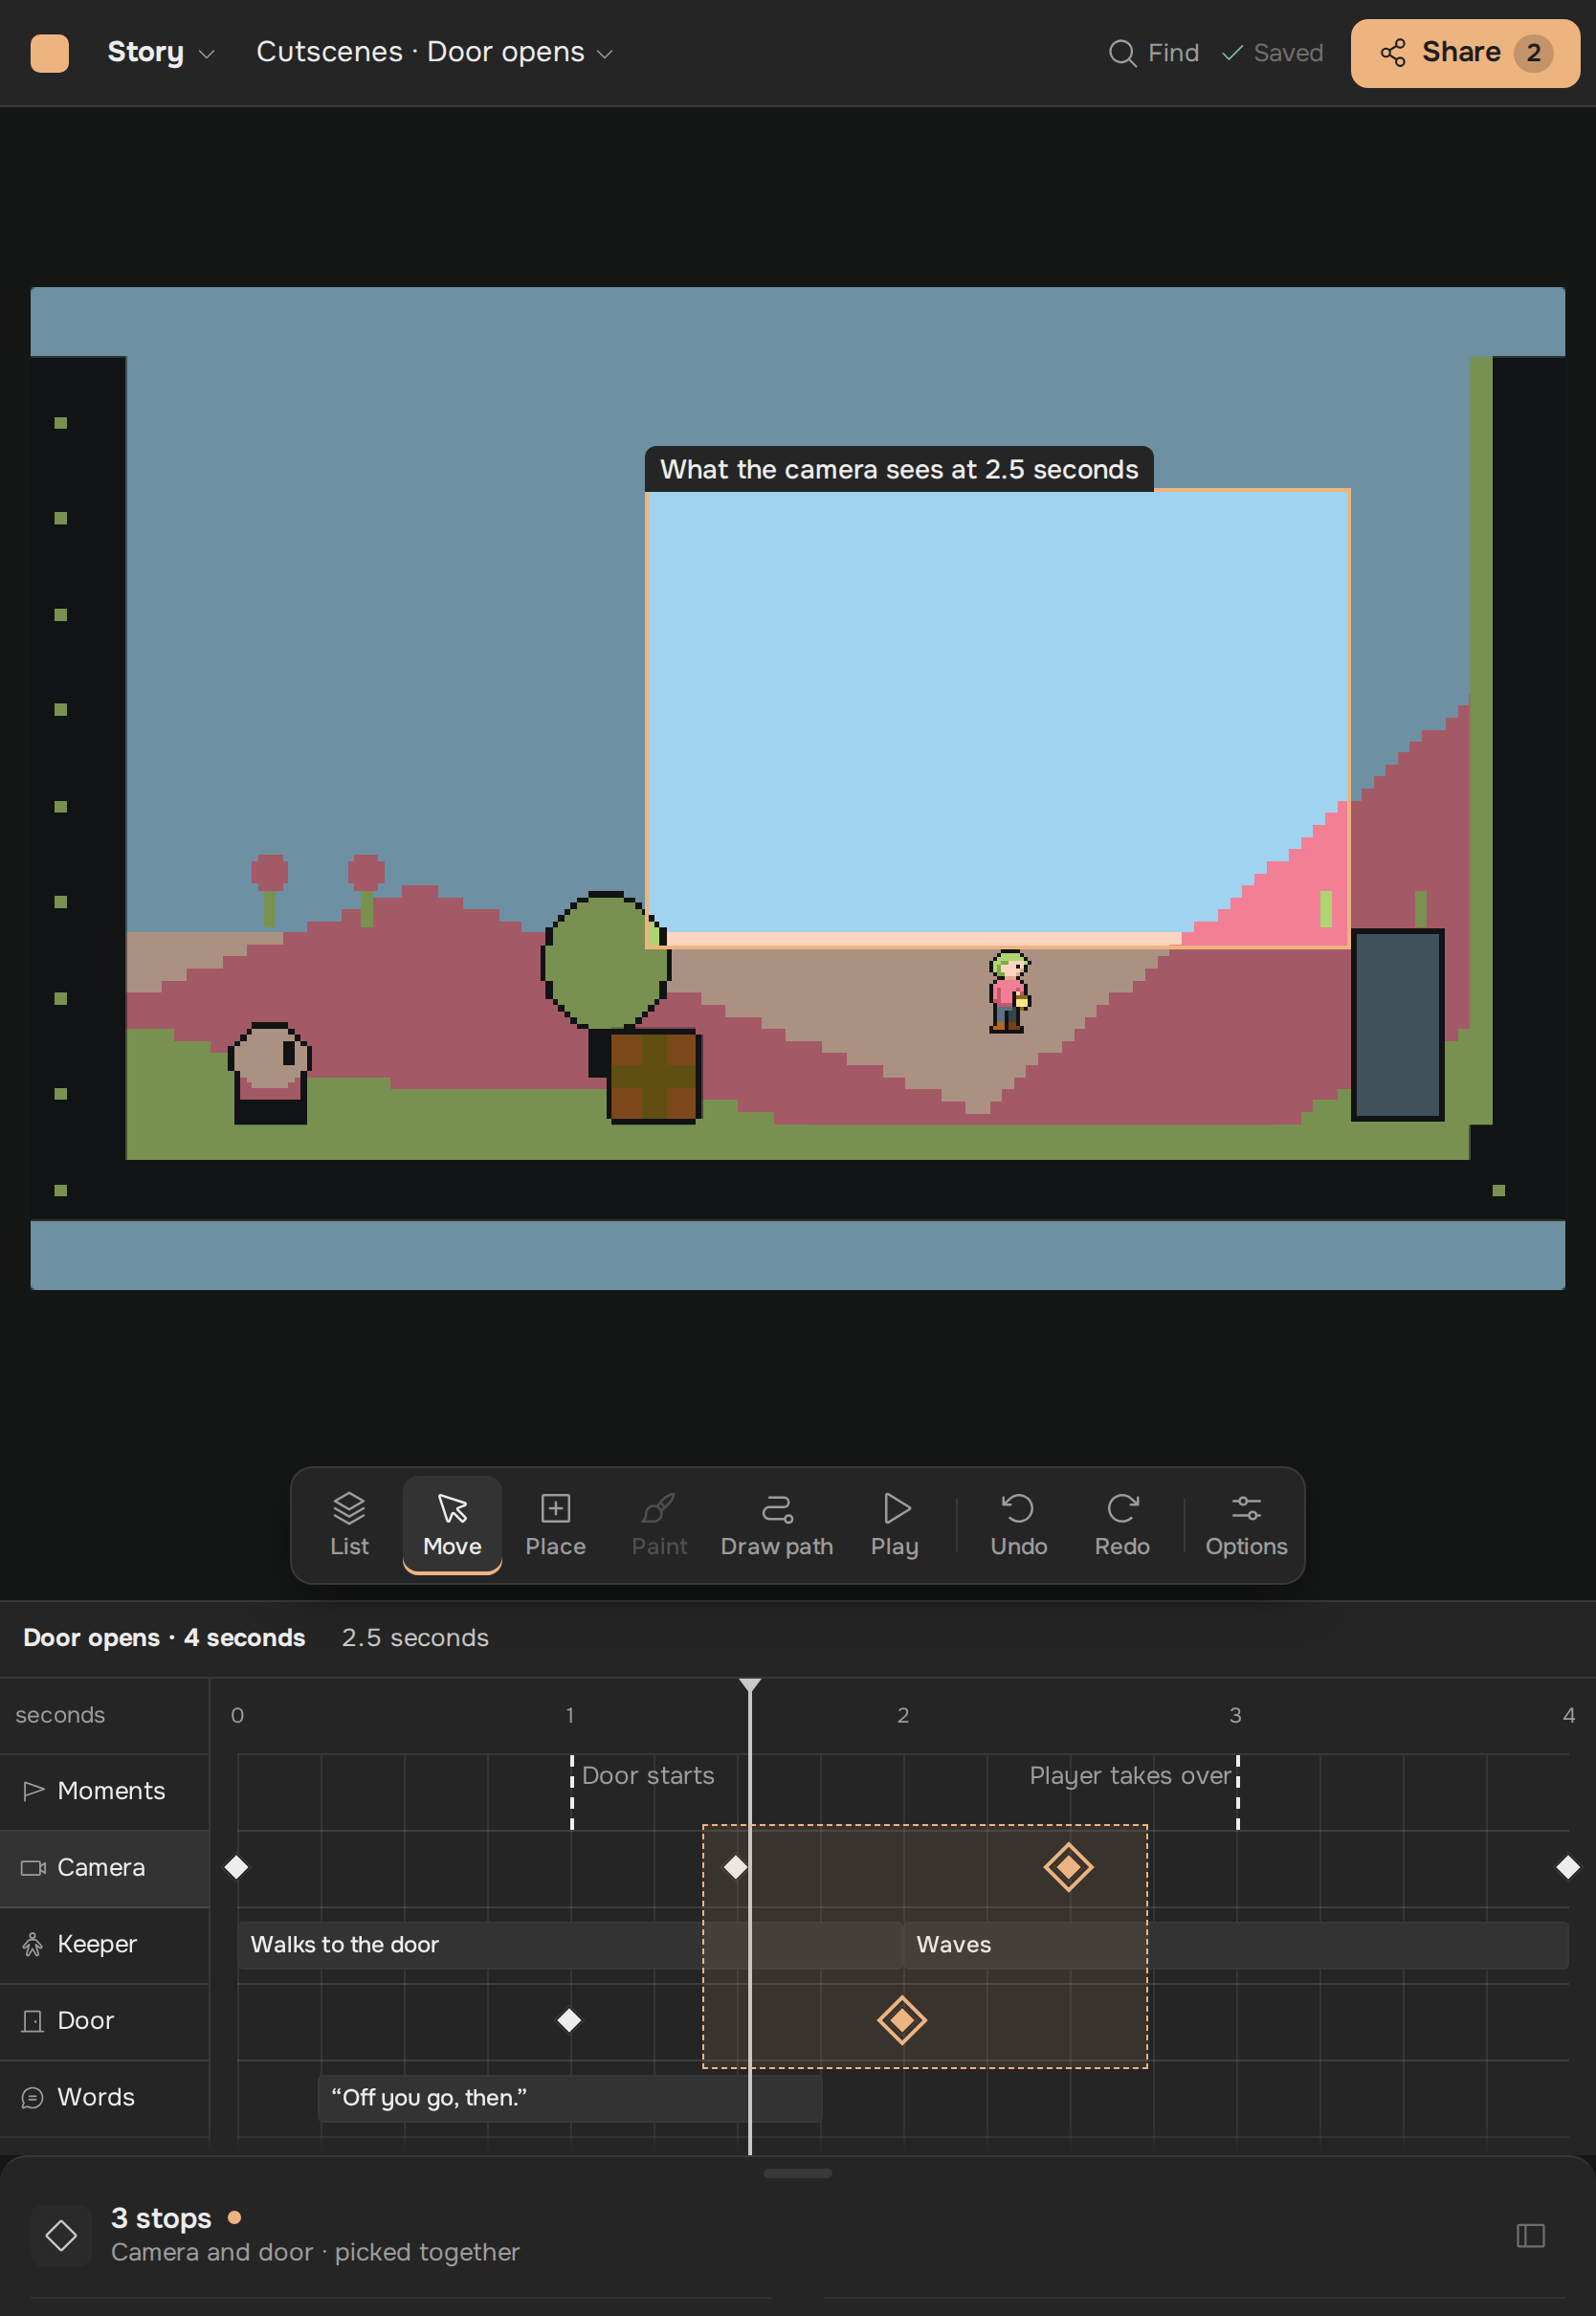 Story
Cutscenes · Door opens
Find
Saved
Share 2
What the camera sees at 2.5 seconds
List
Move
Place
Paint
Draw path
Play
Undo
Redo
Options
Door opens · 4 seconds
2.5 seconds
seconds
0 1 2 3 4
Moments
Door starts
Player takes over
Camera
Keeper
Walks to the door
Waves
Door
Words
“Off you go, then.”
3 stops
Camera and door · picked together